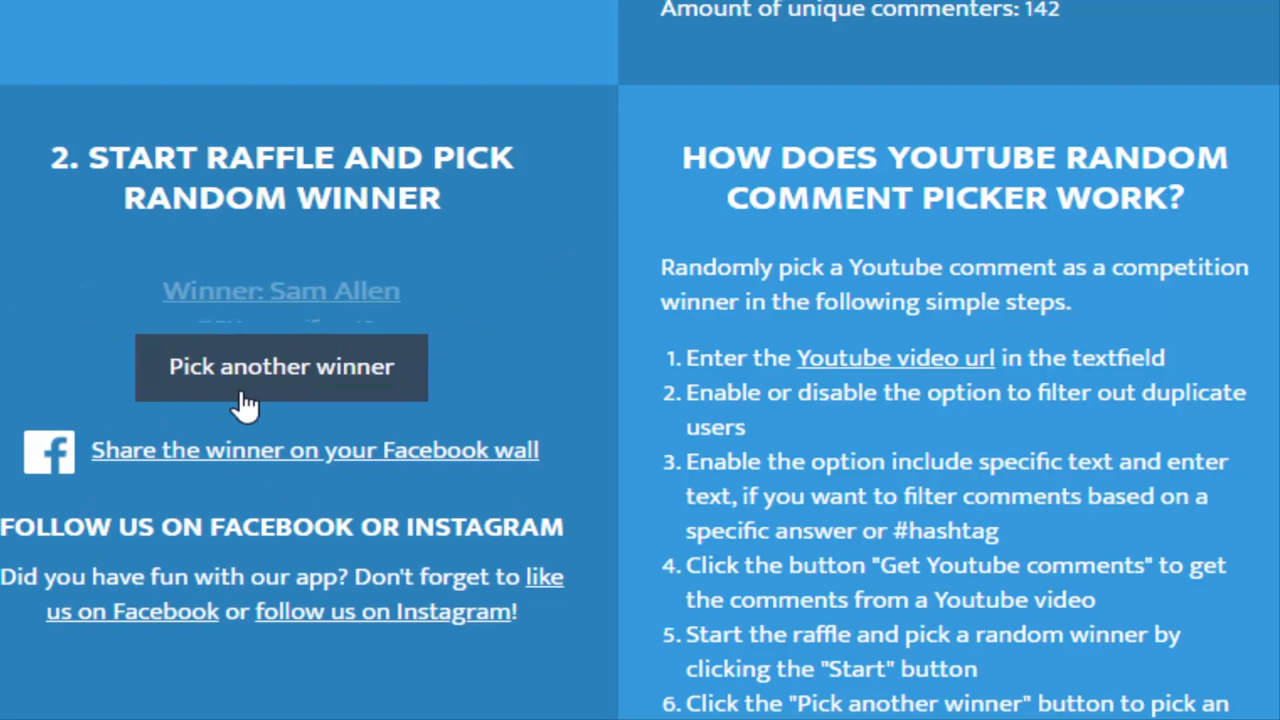 Amount of unique commenters: 142
2. START RAFFLE AND PICK
RANDOM WINNER
Winner: Sam Allen
Pick another winner
Share the winner on your Facebook wall
FOLLOW US ON FACEBOOK OR INSTAGRAM
Did you have fun with our app? Don't forget to like
us on Facebook or follow us on Instagram!
HOW DOES YOUTUBE RANDOM
COMMENT PICKER WORK?
Randomly pick a Youtube comment as a competition
winner in the following simple steps.
1. Enter the Youtube video url in the textfield
2. Enable or disable the option to filter out duplicate
users
3. Enable the option include specific text and enter
text, if you want to filter comments based on a
specific answer or #hashtag
4. Click the button "Get Youtube comments" to get
the comments from a Youtube video
5. Start the raffle and pick a random winner by
clicking the "Start" button
6. Click the "Pick another winner" button to pick an